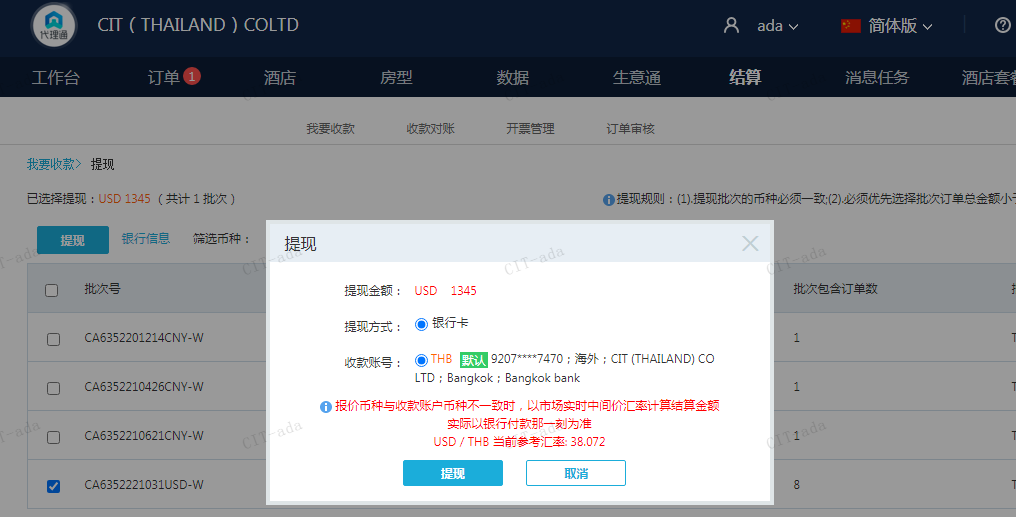 代理通
CIT ( THAILAND ) COLTD
ada
简体版
工作台
订单 1
酒店
房型
数据
生意通
结算
消息任务
酒店套
我要收款
收款对账
开票管理
订单审核
我要收款> 提现
已选择提现：USD 1345 （ 共计 1 批次 ）
提现规则：(1).提现批次的币种必须一致;(2).必须优先选择批次订单总金额小于
提现
银行信息
筛选币种：
批次号
批次包含订单数
CA6352201214CNY-W
1
CA6352210426CNY-W
1
CA6352210621CNY-W
1
CA6352221031USD-W
8
提现
提现金额： USD 1345
提现方式： 银行卡
收款账号： THB 默认 9207****7470；海外；CIT (THAILAND) CO
LTD；Bangkok；Bangkok bank
报价币种与收款账户币种不一致时，以市场实时中间价汇率计算结算金额
实际以银行付款那一刻为准
USD / THB 当前参考汇率: 38.072
提现
取消
CIT-ada